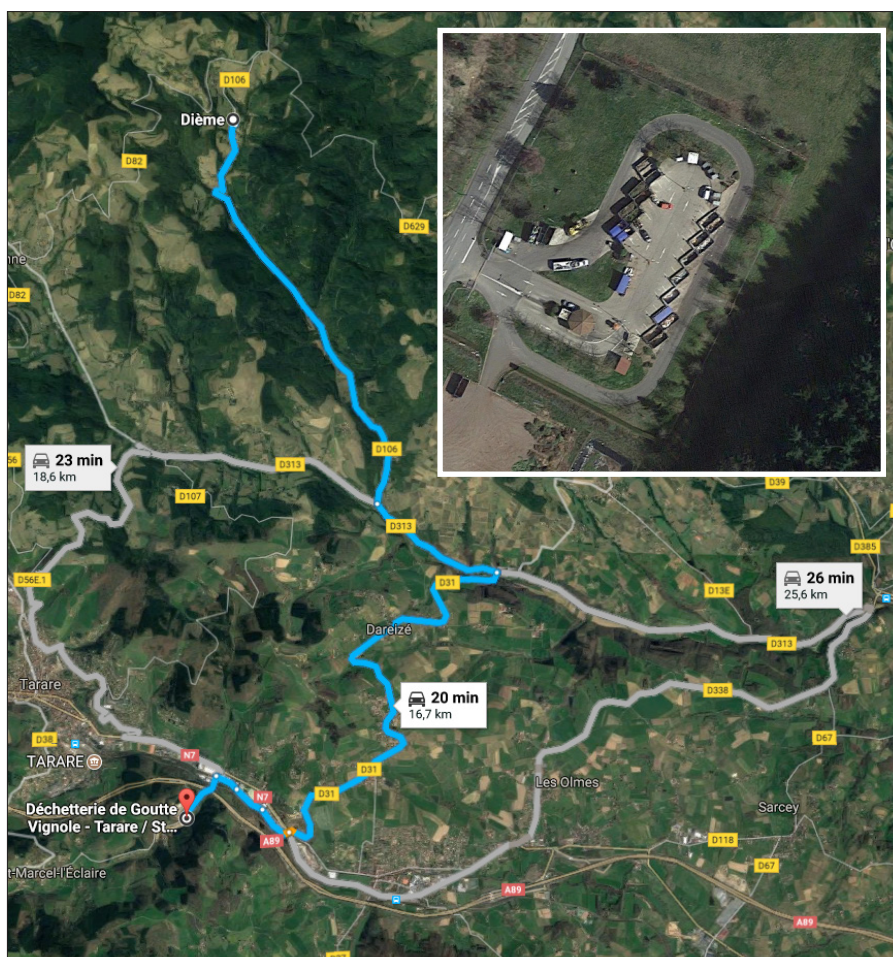 D106
Dième
D82
D629
D82
D106
23 min
18,6 km
D313
D107
D313
D39
D385
D56E.1
D31
D13E
26 min
25,6 km
Dareizé
D313
Tarare
20 min
16,7 km
D338
D38
N7
D67
TARARE
D31
Les Olmes
D31
N7
Sarcey
Déchetterie de Goutte
Vignole - Tarare / St...
A89
D118
D67
t-Marcel-l'Éclaire
A89
A89